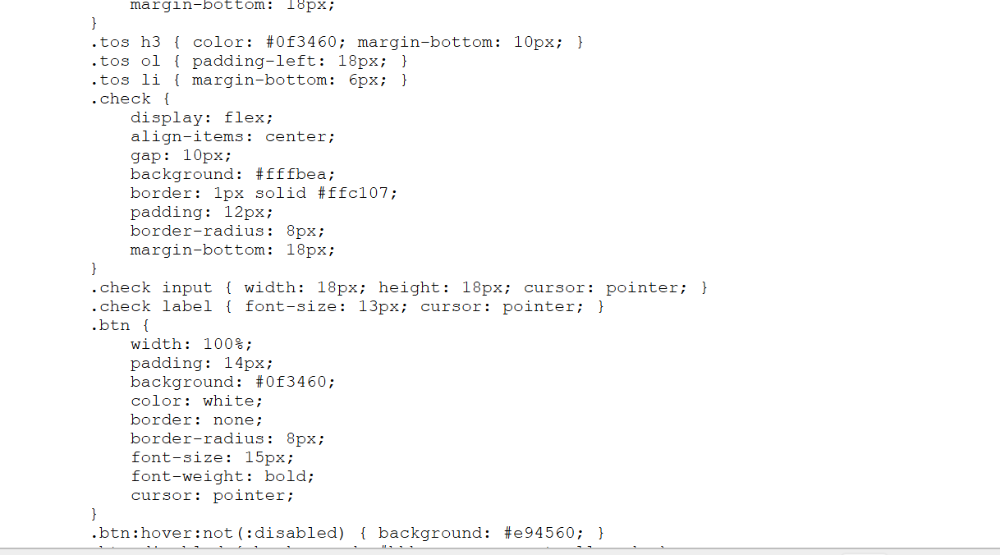 margin-bottom: 18px;
}
.tos h3 { color: #0f3460; margin-bottom: 10px; }
.tos ol { padding-left: 18px; }
.tos li { margin-bottom: 6px; }
.check {
display: flex;
align-items: center;
gap: 10px;
background: #fffbea;
border: 1px solid #ffc107;
padding: 12px;
border-radius: 8px;
margin-bottom: 18px;
}
.check input { width: 18px; height: 18px; cursor: pointer; }
.check label { font-size: 13px; cursor: pointer; }
.btn {
width: 100%;
padding: 14px;
background: #0f3460;
color: white;
border: none;
border-radius: 8px;
font-size: 15px;
font-weight: bold;
cursor: pointer;
}
.btn:hover:not(:disabled) { background: #e94560; }